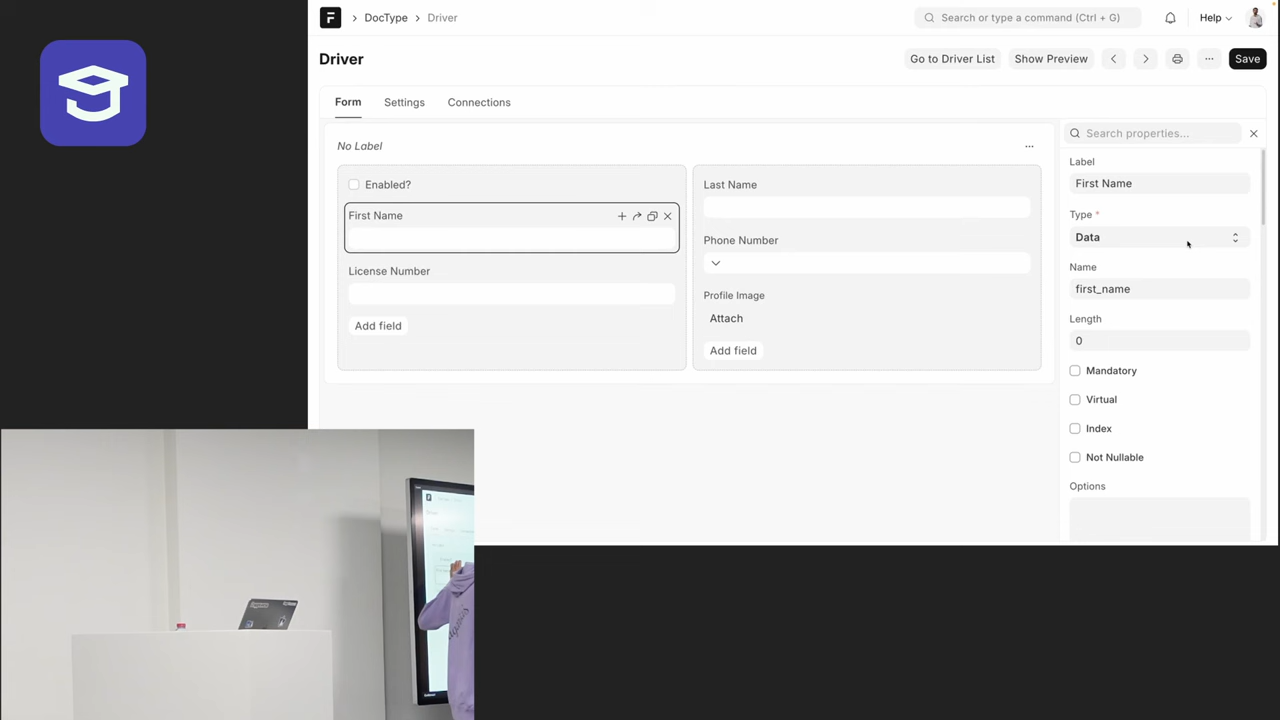 DocType
Driver
Search or type a command (Ctrl + G)
Help
Driver
Go to Driver List
Show Preview
Save
Form
Settings
Connections
No Label
Enabled?
First Name
License Number
Add field
Last Name
Phone Number
Profile Image
Attach
Add field
Search properties...
Label
First Name
Type *
Data
Name
first_name
Length
0
Mandatory
Virtual
Index
Not Nullable
Options